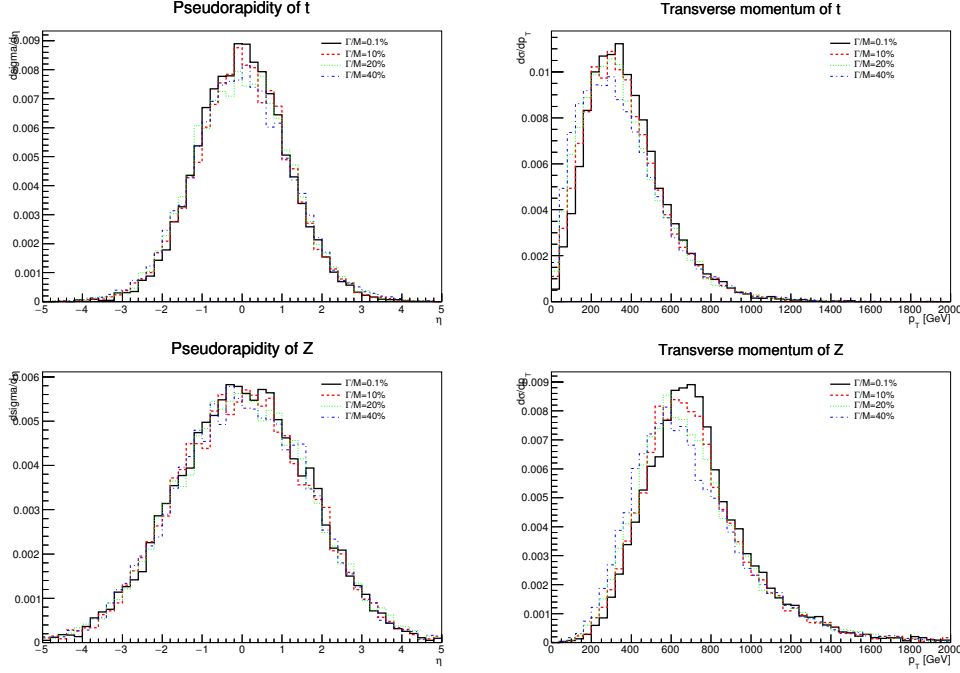 Pseudorapidity of t
dsigma/dη
0.009
0.008
0.007
0.006
0.005
0.004
0.003
0.002
0.001
0
Γ/M=0.1%
Γ/M=10%
Γ/M=20%
Γ/M=40%
−5 −4 −3 −2 −1 0 1 2 3 4 5
η
Transverse momentum of t
dσ/dp_T
0.01
0.008
0.006
0.004
0.002
0
Γ/M=0.1%
Γ/M=10%
Γ/M=20%
Γ/M=40%
0 200 400 600 800 1000 1200 1400 1600 1800 2000
p_T [GeV]
Pseudorapidity of Z
dsigma/dη
0.006
0.005
0.004
0.003
0.002
0.001
0
Γ/M=0.1%
Γ/M=10%
Γ/M=20%
Γ/M=40%
−5 −4 −3 −2 −1 0 1 2 3 4 5
η
Transverse momentum of Z
dσ/dp_T
0.009
0.008
0.007
0.006
0.005
0.004
0.003
0.002
0.001
0
Γ/M=0.1%
Γ/M=10%
Γ/M=20%
Γ/M=40%
0 200 400 600 800 1000 1200 1400 1600 1800 2000
p_T [GeV]